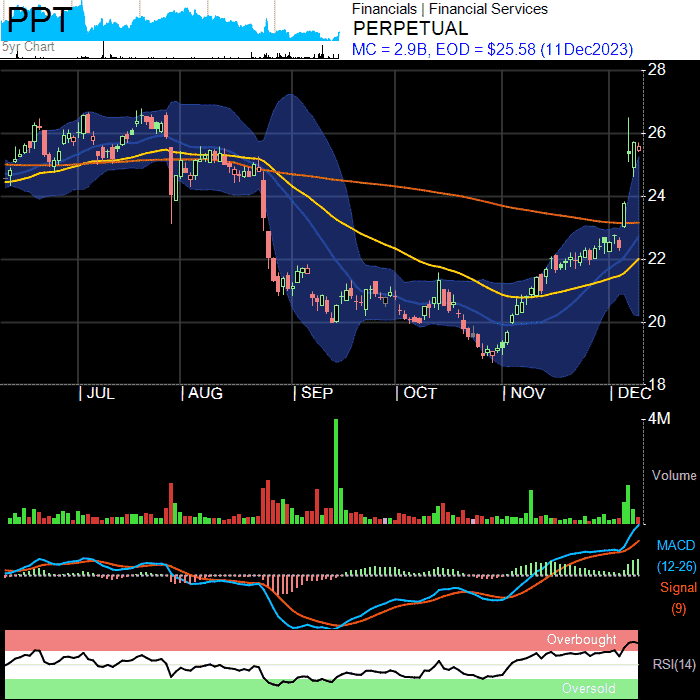 PPT
5yr Chart
Financials | Financial Services
PERPETUAL
MC = 2.9B, EOD = $25.58 (11Dec2023)
28
26
24
22
20
18
| JUL | AUG | SEP | OCT | NOV | DEC
4M
Volume
MACD
(12-26)
Signal
(9)
Overbought
RSI(14)
Oversold